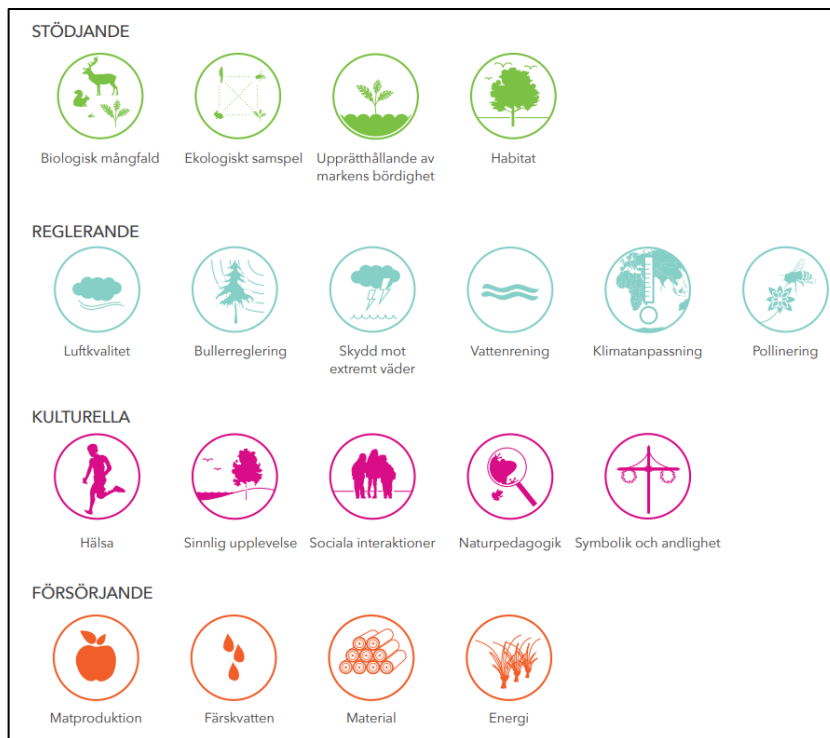 STÖDJANDE
Biologisk mångfald
Ekologiskt samspel
Upprätthållande av
markens bördighet
Habitat
REGLERANDE
Luftkvalitet
Bullerreglering
Skydd mot
extremt väder
Vattenrening
Klimatanpassning
Pollinering
KULTURELLA
Hälsa
Sinnlig upplevelse
Sociala interaktioner
Naturpedagogik
Symbolik och andlighet
FÖRSÖRJANDE
Matproduktion
Färskvatten
Material
Energi